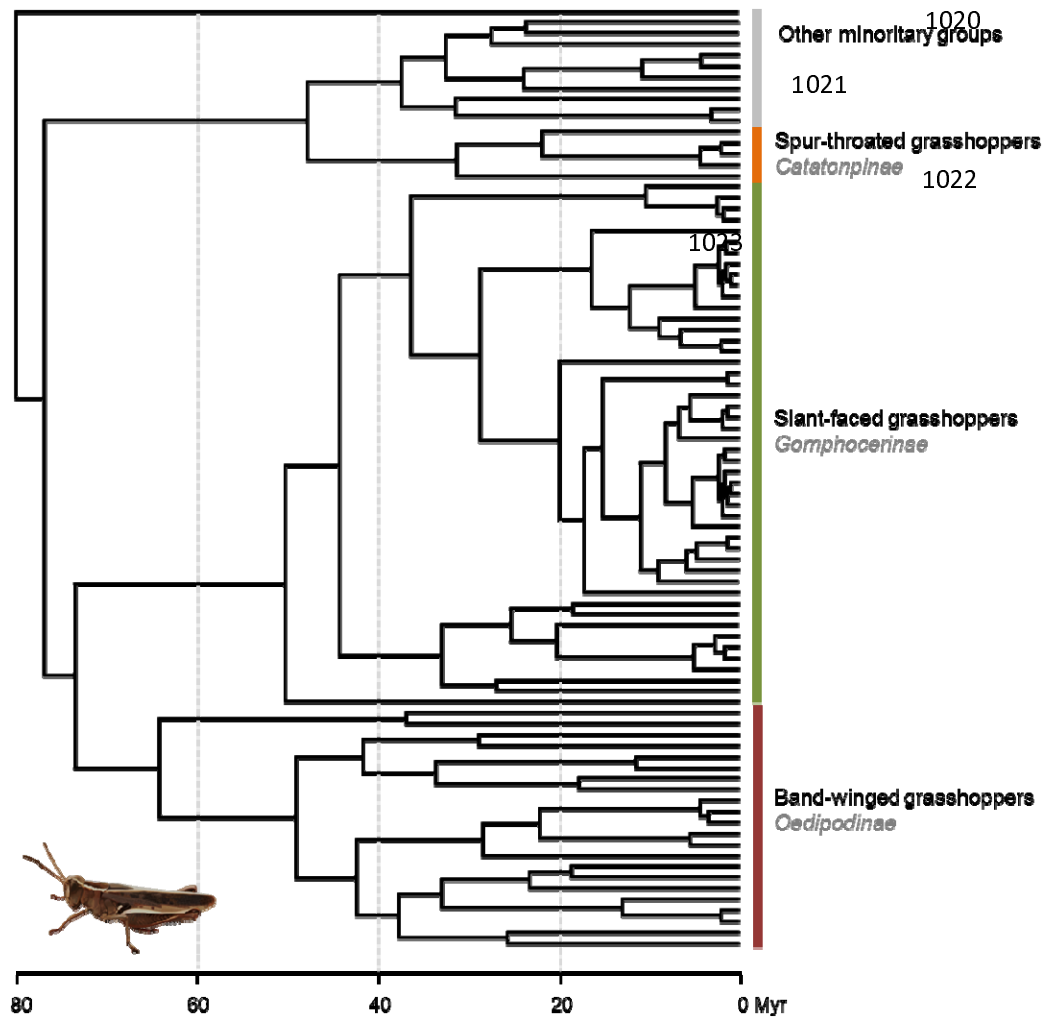 1020
Other minoritary groups
1021
Spur-throated grasshoppers
Catatonpinae
1022
1023
Slant-faced grasshoppers
Gomphocerinae
Band-winged grasshoppers
Oedipodinae
80 60 40 20 0 Myr